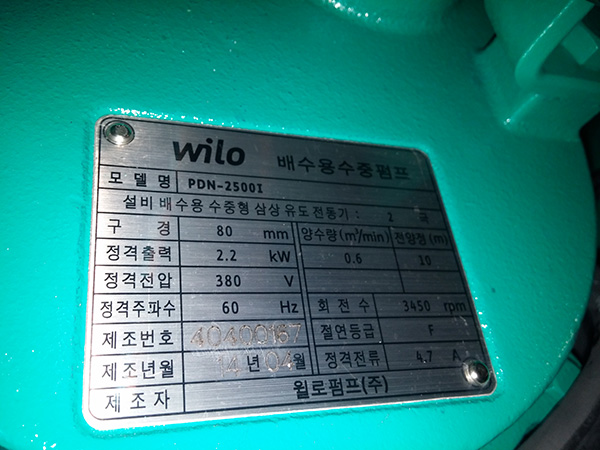 wilo 배수용수중펌프
모델명 PDN-2500I
설비 배수용 수중형 삼상 유도 전동기 : 2 극
구경 80 mm 양수량(m³/min) 전양정(m)
정격출력 2.2 kW 0.6 10
정격전압 380 V
정격주파수 60 Hz 회전수 3450 rpm
제조번호 40400167 절연등급 F
제조년월 14년 04월 정격전류 4.7 A
제조자 윌로펌프(주)